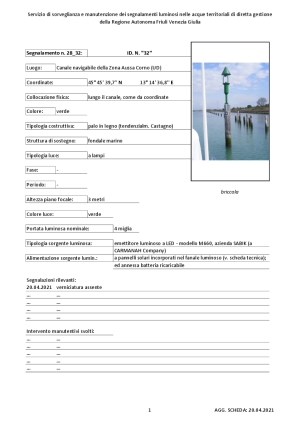 Servizio di sorveglianza e manutenzione dei segnalamenti luminosi nelle acque territoriali di diretta gestione
della Regione Autonoma Friuli Venezia Giulia
Segnalamento n. 28_32: ID. N. "32"
Luogo: Canale navigabile della Zona Aussa Corno (UD)
Coordinate: 45° 45' 39,7" N 13° 14' 36,8" E
Collocazione fisica: lungo il canale, come da coordinate
Colore: verde
Tipologia costruttiva: palo in legno (tendenzialm. Castagno)
Struttura di sostegno: fondale marino
Tipologia luce: a lampi
Fase: -
Periodo: -
briccole
Altezza piano focale: 3 metri
Colore luce: verde
Portata luminosa nominale: 4 miglia
Tipologia sorgente luminosa: emettitore luminoso a LED - modello M660, azienda SABIK (a
CARMANAH Company)
Alimentazione sorgente lumin.: a pannelli solari incorporati nel fanale luminoso (v. scheda tecnica);
ed annessa batteria ricaricabile
Segnalazioni rilevanti:
20.04.2021 verniciatura assente
... ...
... ...
... ...
Intervento manutentivi svolti:
... ...
... ...
... ...
... ...
1 AGG. SCHEDA: 20.04.2021